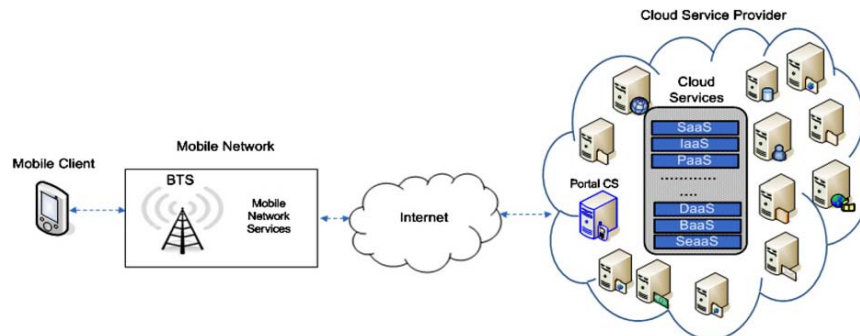 Cloud Service Provider
Cloud
Services
SaaS
IaaS
PaaS
............
....
DaaS
BaaS
SeaaS
Portal CS
Mobile Network
Mobile Client
BTS
Mobile
Network
Services
Internet